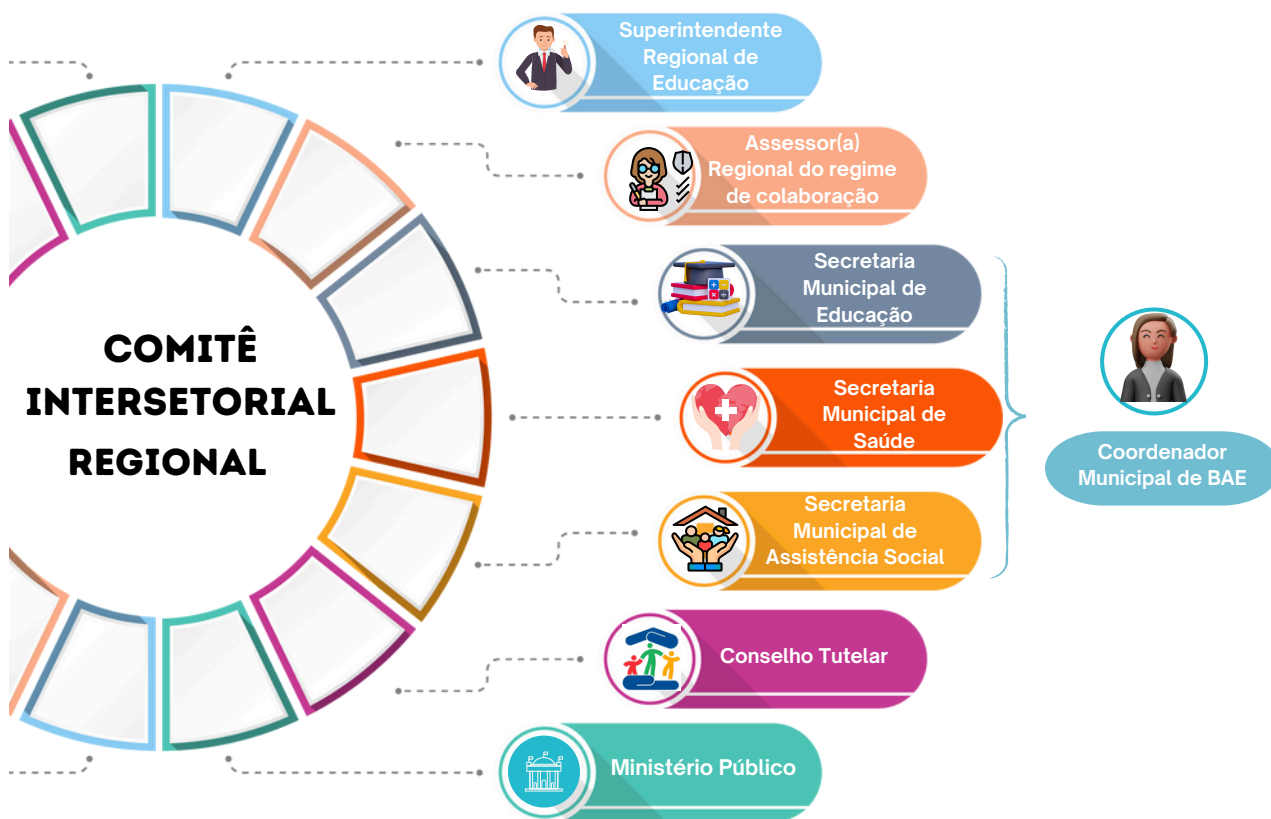 COMITÊ
INTERSETORIAL
REGIONAL
Superintendente
Regional de
Educação
Assessor(a)
Regional do regime
de colaboração
Secretaria
Municipal de
Educação
Secretaria
Municipal de
Saúde
Secretaria
Municipal de
Assistência Social
Conselho Tutelar
Ministério Público
Coordenador
Municipal de BAE